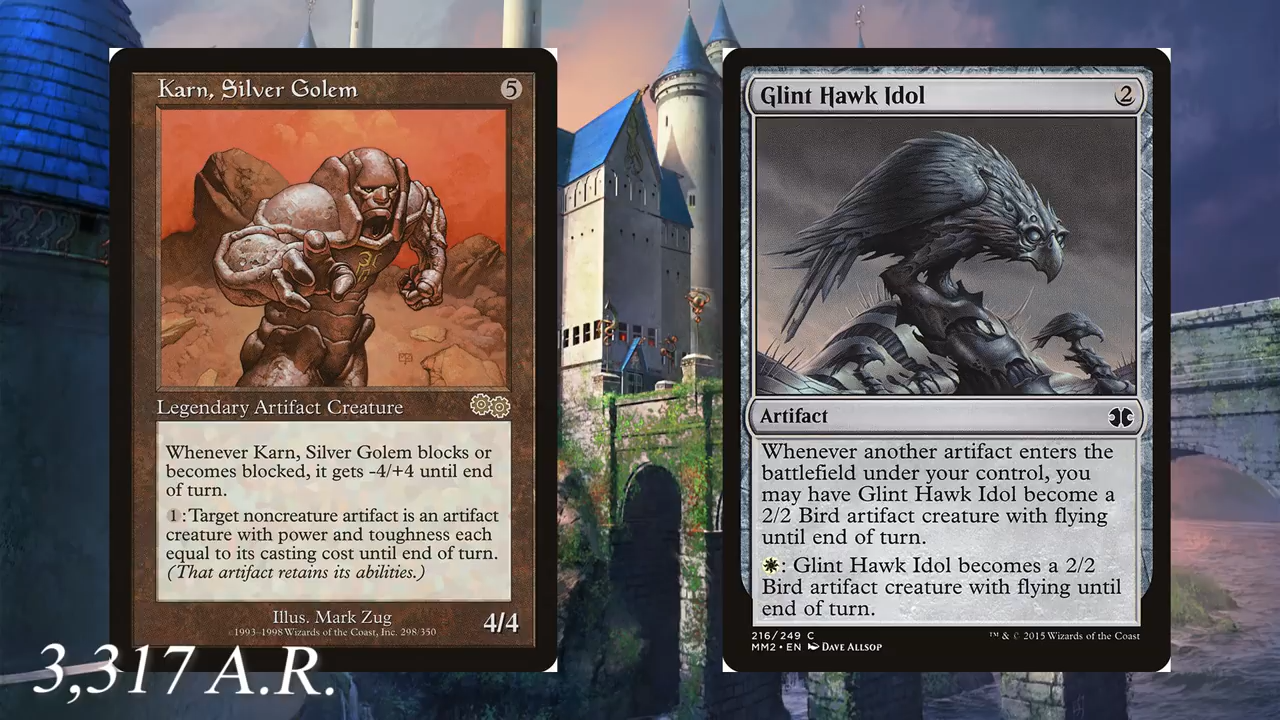 Karn, Silver Golem 5
Legendary Artifact Creature
Whenever Karn, Silver Golem blocks or
becomes blocked, it gets -4/+4 until end
of turn.
1: Target noncreature artifact is an artifact
creature with power and toughness each
equal to its casting cost until end of turn.
(That artifact retains its abilities.)
Illus. Mark Zug
©1993-1998 Wizards of the Coast, Inc. 298/350
4/4
Glint Hawk Idol 2
Artifact
Whenever another artifact enters the
battlefield under your control, you
may have Glint Hawk Idol become a
2/2 Bird artifact creature with flying
until end of turn.
: Glint Hawk Idol becomes a 2/2
Bird artifact creature with flying until
end of turn.
216/249 C
MM2 • EN DAVE ALLSOP
™ & © 2015 Wizards of the Coast
3,317 A.R.